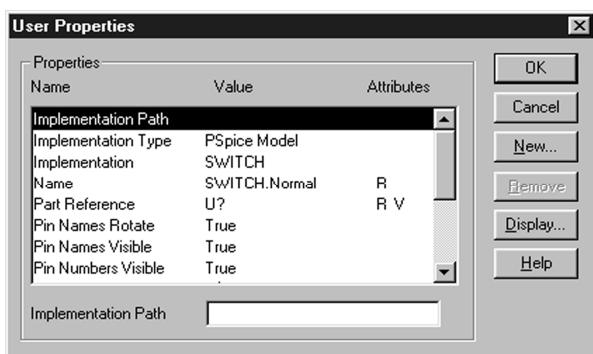 User Properties
Properties
Name Value Attributes
Implementation Path
Implementation Type PSpice Model
Implementation SWITCH
Name SWITCH.Normal R
Part Reference U? R V
Pin Names Rotate True
Pin Names Visible True
Pin Numbers Visible True
Implementation Path
OK
Cancel
New...
Remove
Display...
Help